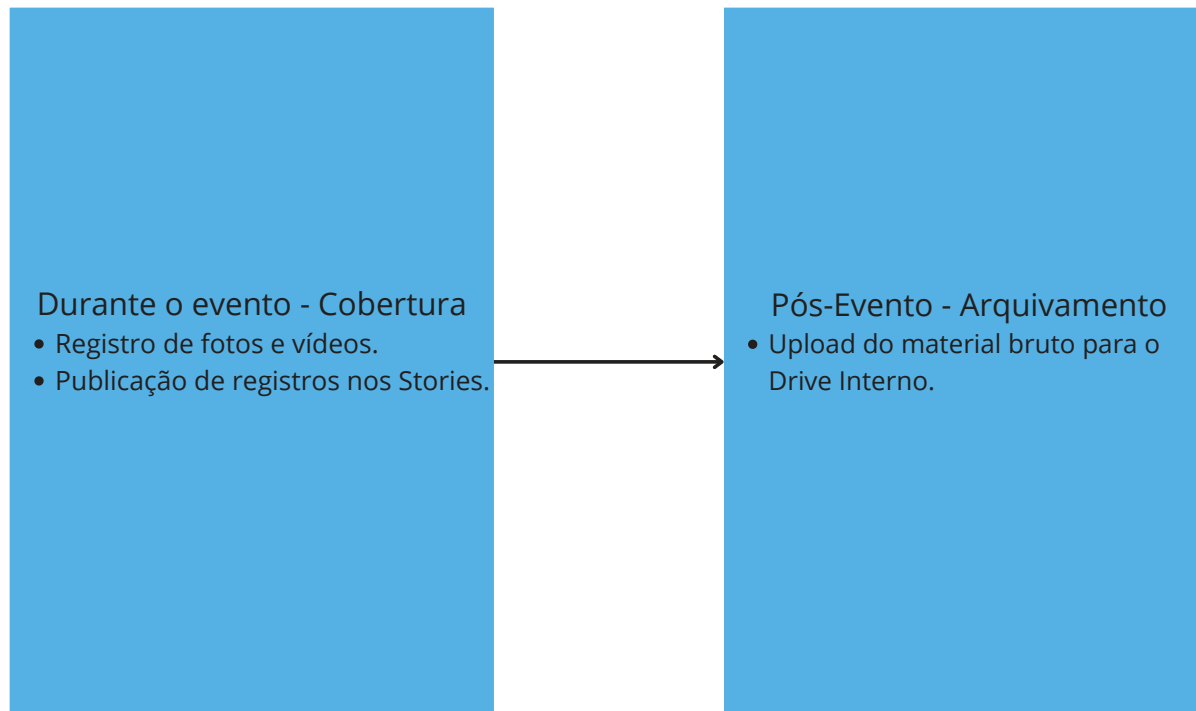 Durante o evento - Cobertura
• Registro de fotos e vídeos.
• Publicação de registros nos Stories.
Pós-Evento - Arquivamento
• Upload do material bruto para o
Drive Interno.